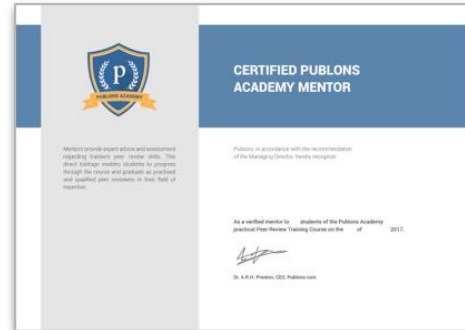 P
PUBLONS ACADEMY
CERTIFIED PUBLONS
ACADEMY MENTOR
Mentors provide expert advice and assessment
regarding trainee's peer review skills. This
direct tutelage enables students to progress
through the course and graduate as practised
and qualified peer reviewers in their field of
expertise.
Publons, in accordance with the recommendation
of the Managing Director, hereby recognize:
As a verified mentor to students of the Publons Academy
practical Peer Review Training Course on the of 2017.
Dr. A.R.H. Preston, CEO, Publons.com